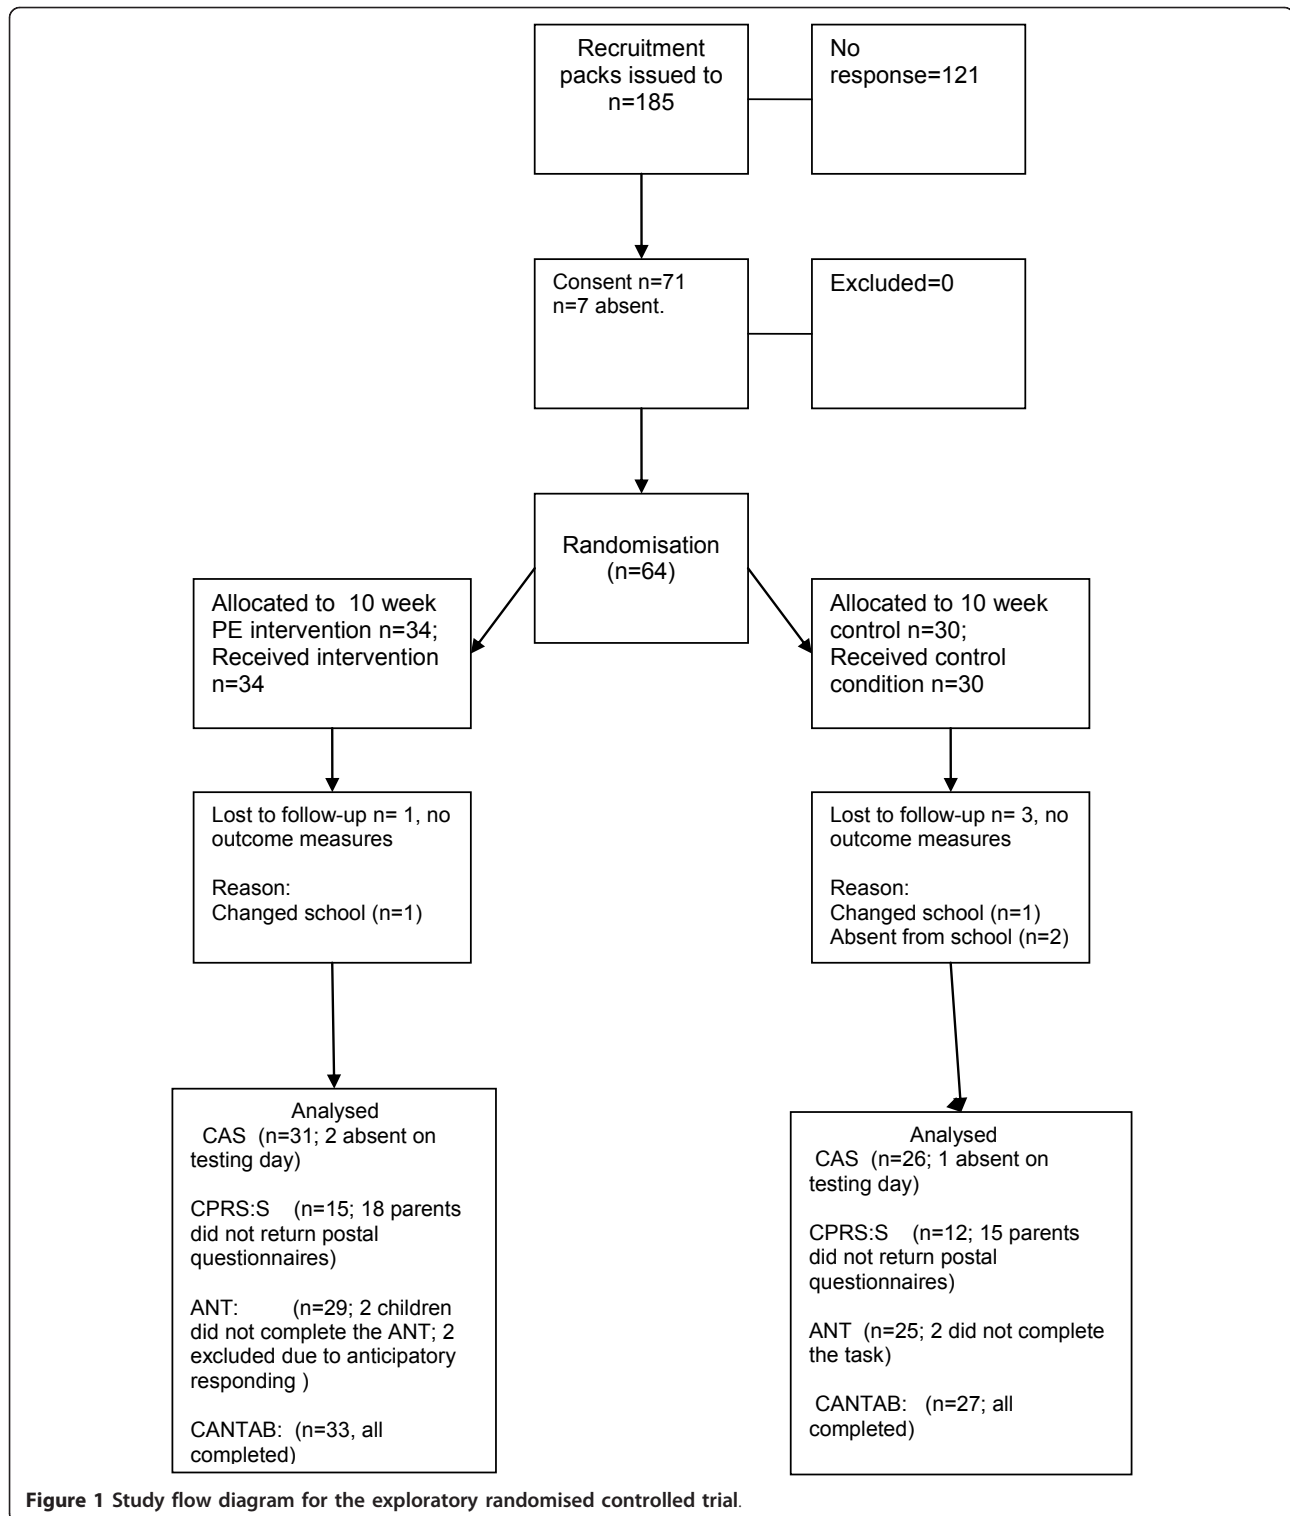 Recruitment
packs issued to
n=185
No
response=121
Consent n=71
n=7 absent.
Excluded=0
Randomisation
(n=64)
Allocated to 10 week
PE intervention n=34;
Received intervention
n=34
Allocated to 10 week
control n=30;
Received control
condition n=30
Lost to follow-up n= 1, no
outcome measures
Reason:
Changed school (n=1)
Lost to follow-up n= 3, no
outcome measures
Reason:
Changed school (n=1)
Absent from school (n=2)
Analysed
CAS (n=31; 2 absent on
testing day)
CPRS:S (n=15; 18 parents
did not return postal
questionnaires)
ANT: (n=29; 2 children
did not complete the ANT; 2
excluded due to anticipatory
responding )
CANTAB: (n=33, all
completed)
Analysed
CAS (n=26; 1 absent on
testing day)
CPRS:S (n=12; 15 parents
did not return postal
questionnaires)
ANT (n=25; 2 did not complete
the task)
CANTAB: (n=27; all
completed)
Figure 1 Study flow diagram for the exploratory randomised controlled trial.